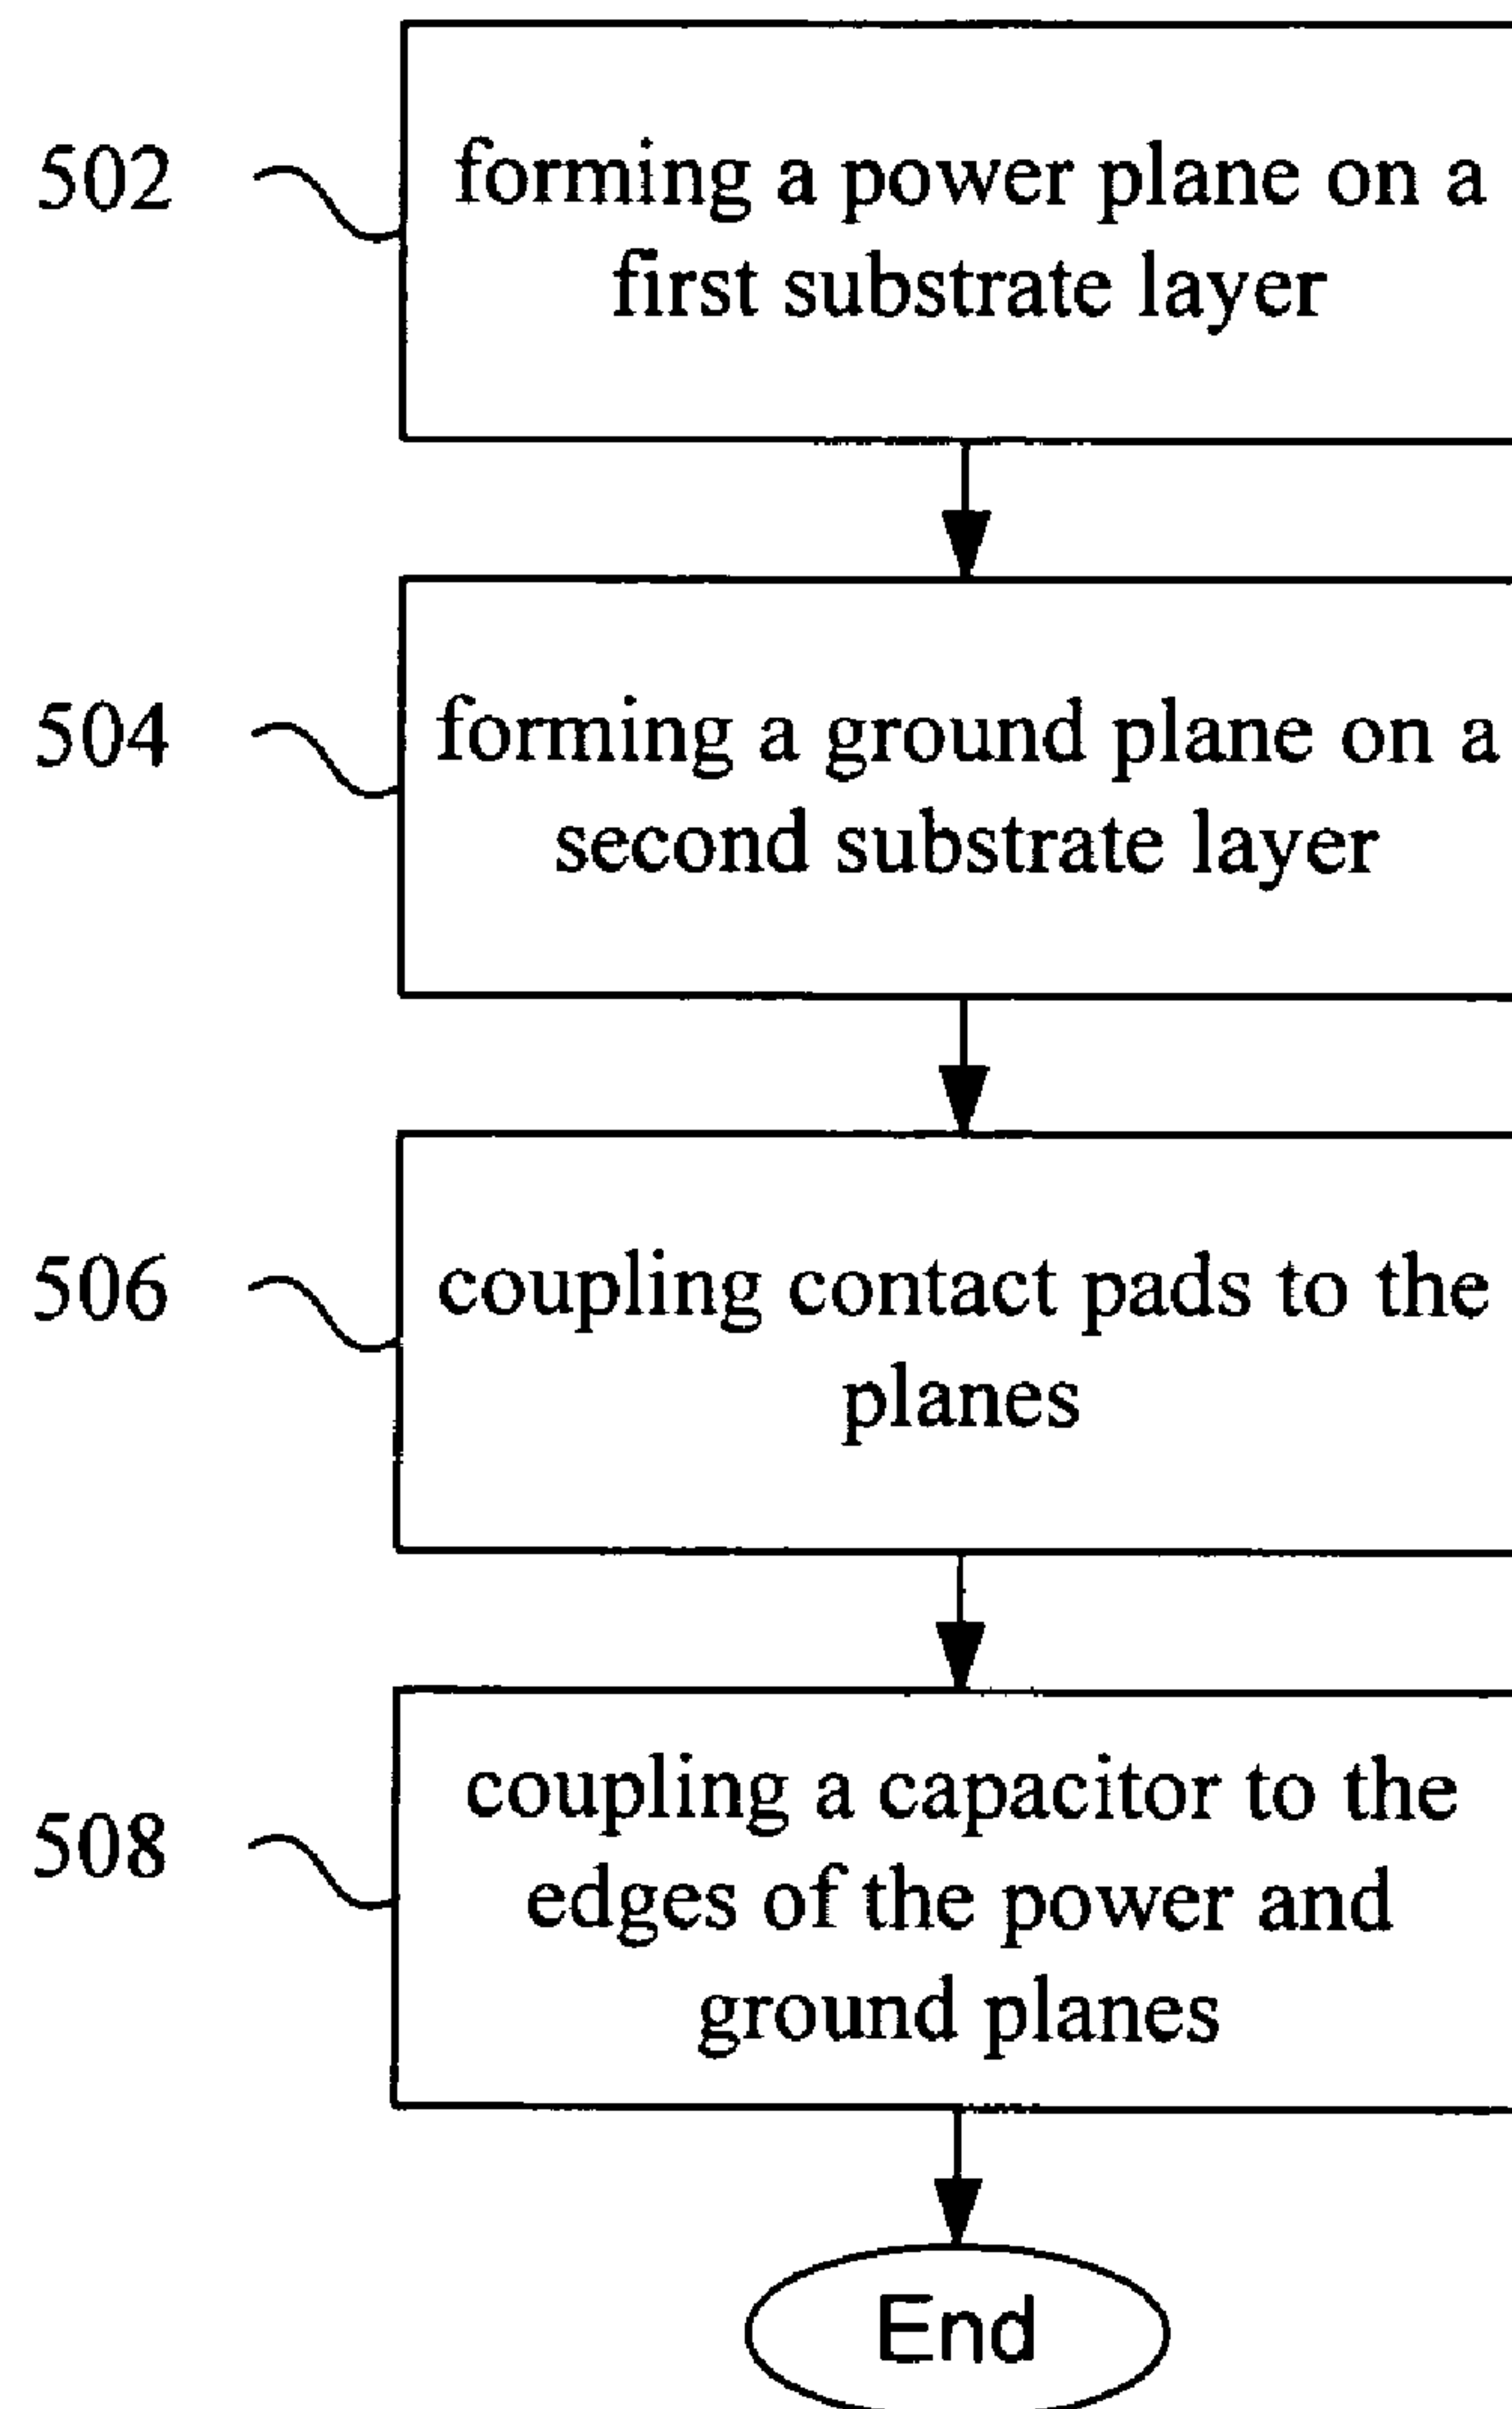 502
forming a power plane on a
first substrate layer
504
forming a ground plane on a
second substrate layer
506
coupling contact pads to the
planes
508
coupling a capacitor to the
edges of the power and
ground planes
End